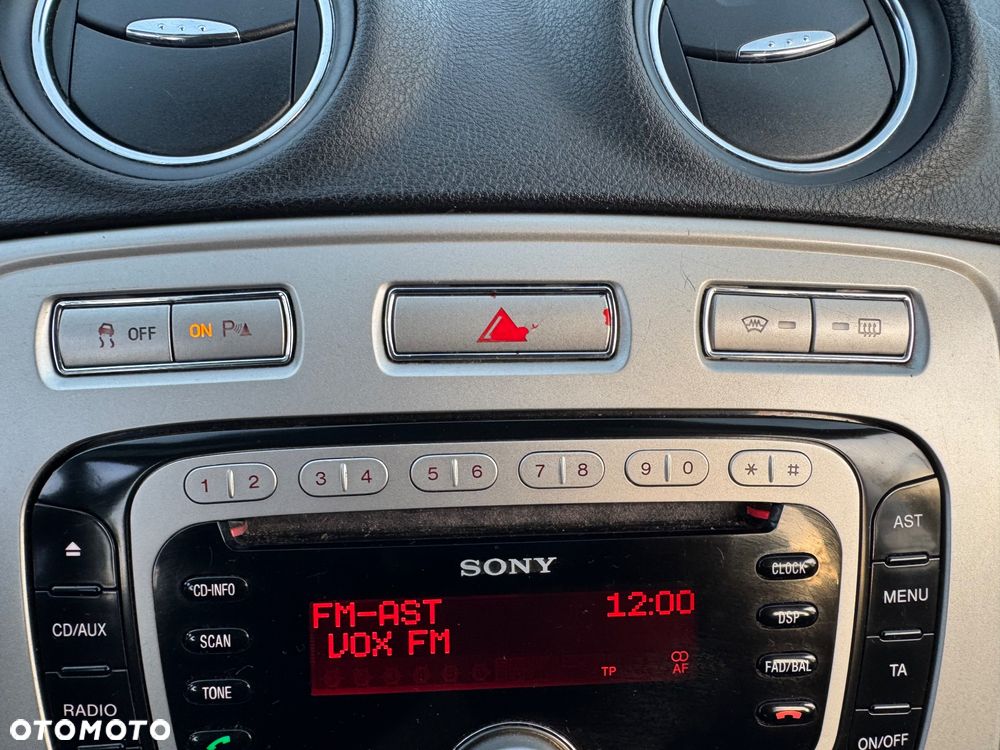 OFF ON P
1 2 3 4 5 6 7 8 9 0 * #
SONY
CD-INFO
SCAN
TONE
FM-AST 12:00
VOX FM
TP AF
CLOCK
DSP
FAD/BAL
CD/AUX
RADIO
AST
MENU
TA
ON/OFF
OTOMOTO